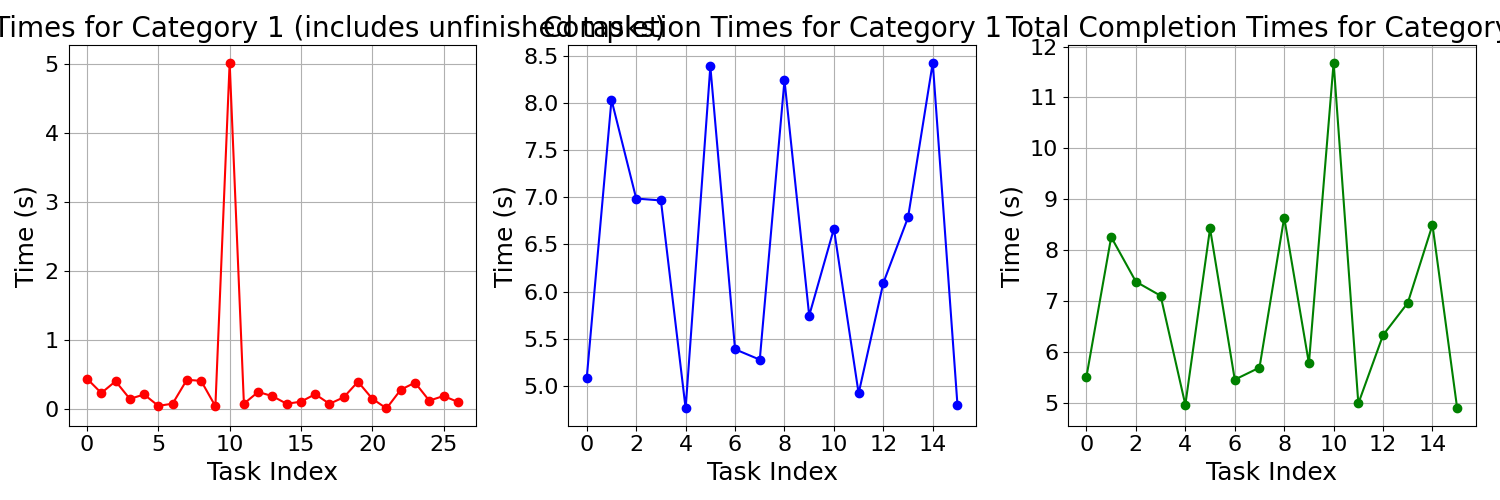 Times for Category 1 (includes unfinished tasks)
Completion Times for Category 1
Total Completion Times for Category
5
4
3
2
1
0
Time (s)
0 5 10 15 20 25
Task Index
8.5
8.0
7.5
7.0
6.5
6.0
5.5
5.0
Time (s)
0 2 4 6 8 10 12 14
Task Index
12
11
10
9
8
7
6
5
Time (s)
0 2 4 6 8 10 12 14
Task Index